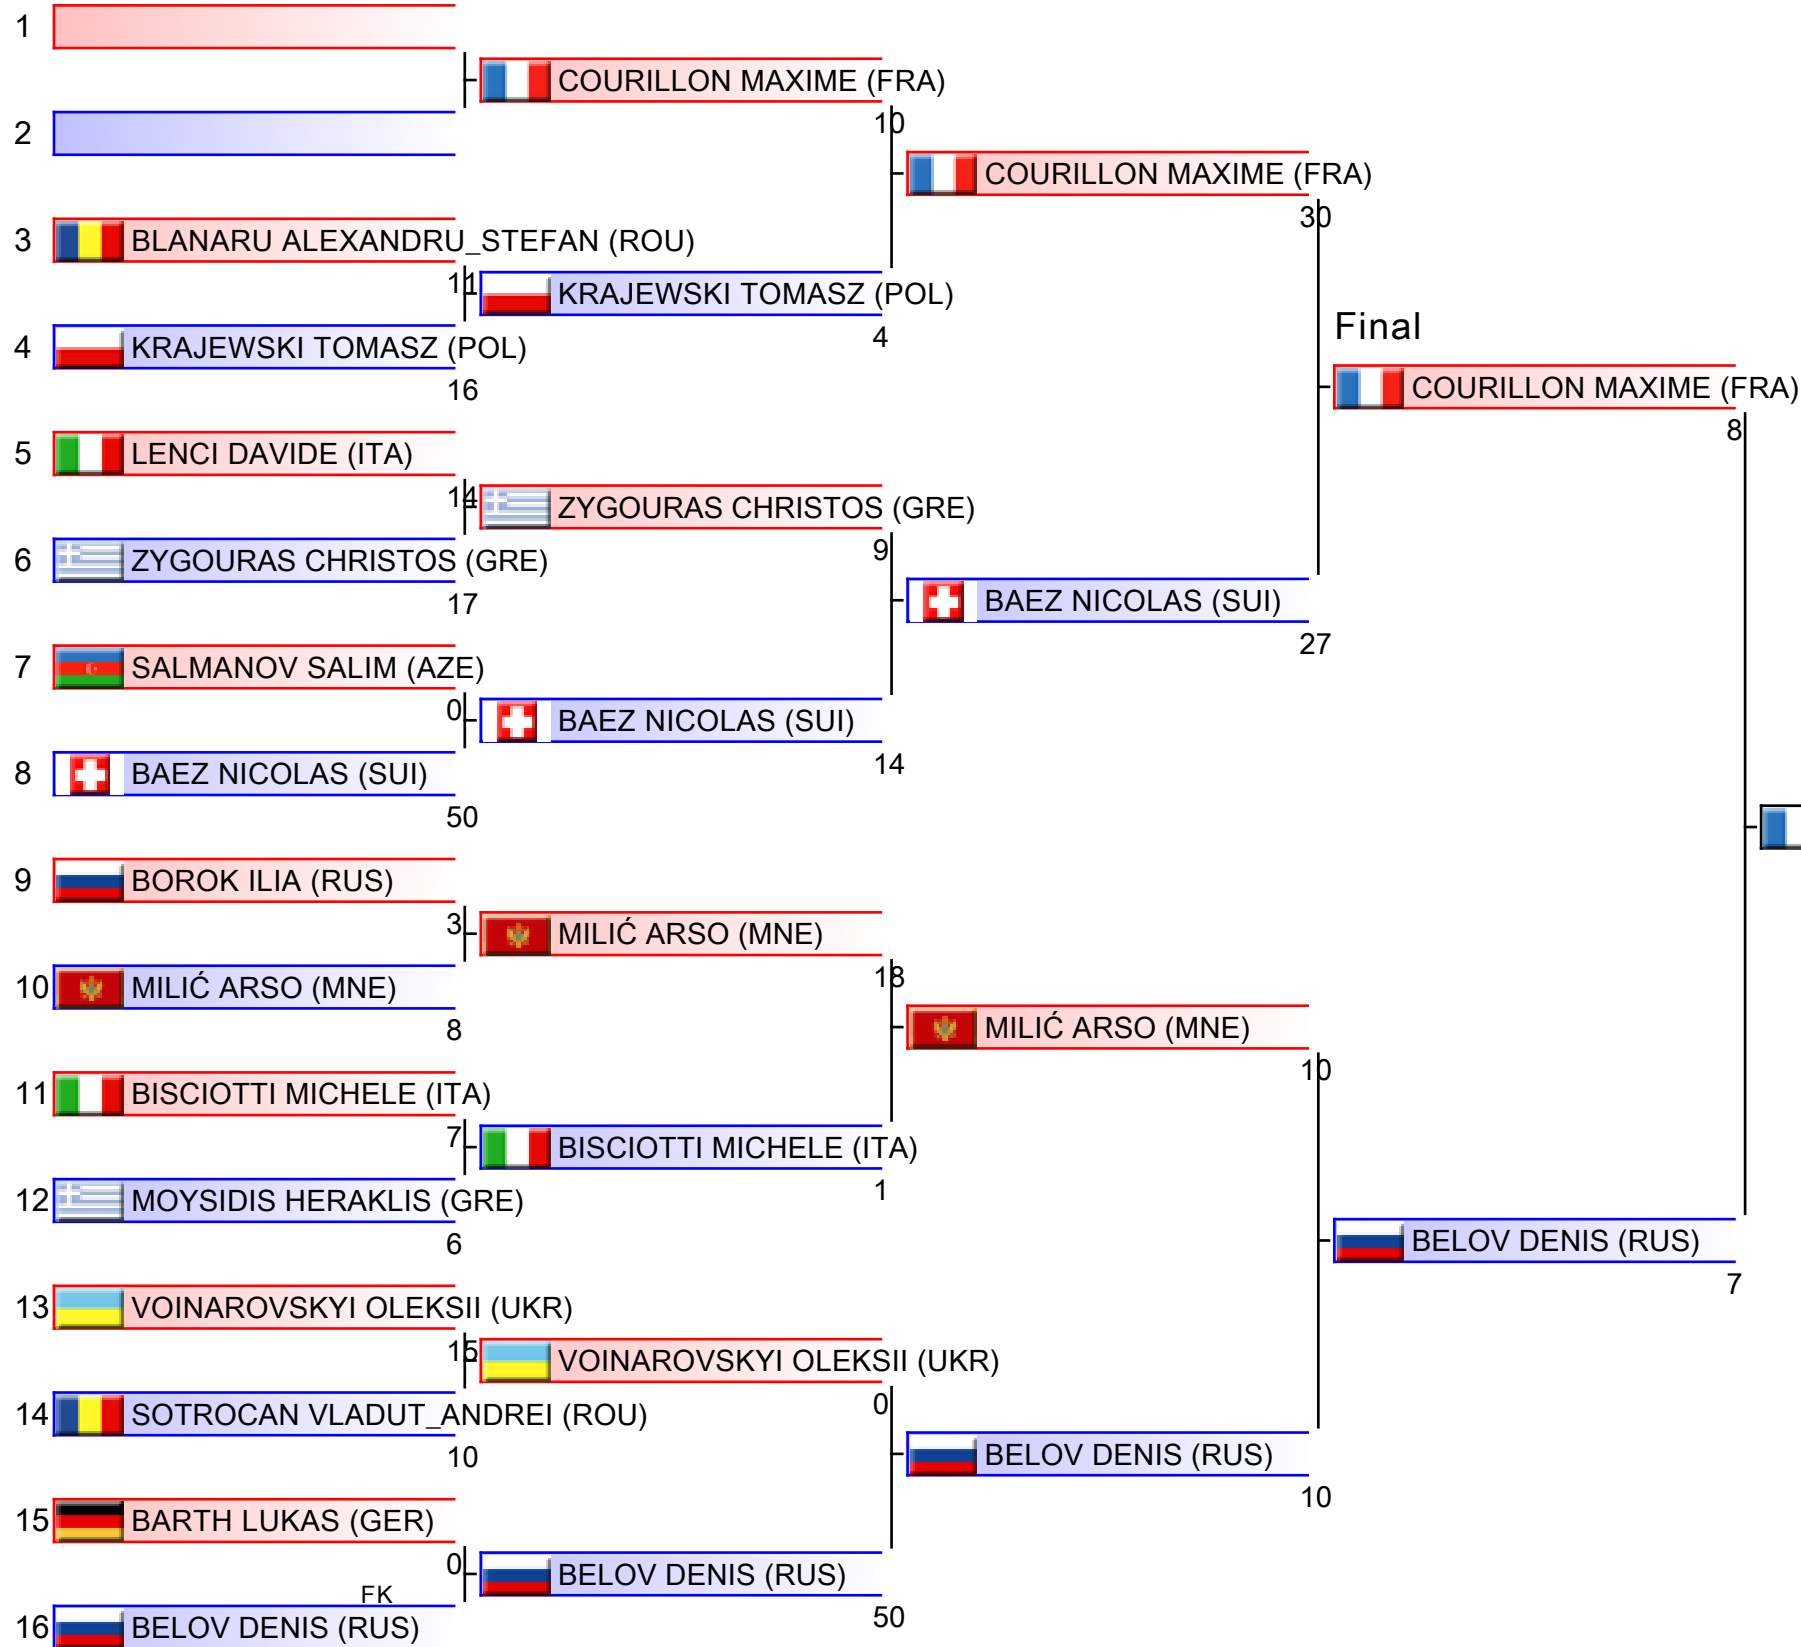 1
COURILLON MAXIME (FRA)
10
2
COURILLON MAXIME (FRA)
30
3 BLANARU ALEXANDRU_STEFAN (ROU)
11
KRAJEWSKI TOMASZ (POL)
4
4 KRAJEWSKI TOMASZ (POL)
16
Final
COURILLON MAXIME (FRA)
8
5 LENCI DAVIDE (ITA)
14
ZYGOURAS CHRISTOS (GRE)
9
6 ZYGOURAS CHRISTOS (GRE)
17
BAEZ NICOLAS (SUI)
27
7 SALMANOV SALIM (AZE)
0
BAEZ NICOLAS (SUI)
14
8 BAEZ NICOLAS (SUI)
50
9 BOROK ILIA (RUS)
3
MILIĆ ARSO (MNE)
18
10 MILIĆ ARSO (MNE)
8
MILIĆ ARSO (MNE)
10
11 BISCIOTTI MICHELE (ITA)
7
BISCIOTTI MICHELE (ITA)
1
12 MOYSIDIS HERAKLIS (GRE)
6
BELOV DENIS (RUS)
7
13 VOINAROVSKYI OLEKSII (UKR)
15
VOINAROVSKYI OLEKSII (UKR)
0
14 SOTROCAN VLADUT_ANDREI (ROU)
10
BELOV DENIS (RUS)
10
15 BARTH LUKAS (GER)
0
BELOV DENIS (RUS)
50
FK
16 BELOV DENIS (RUS)